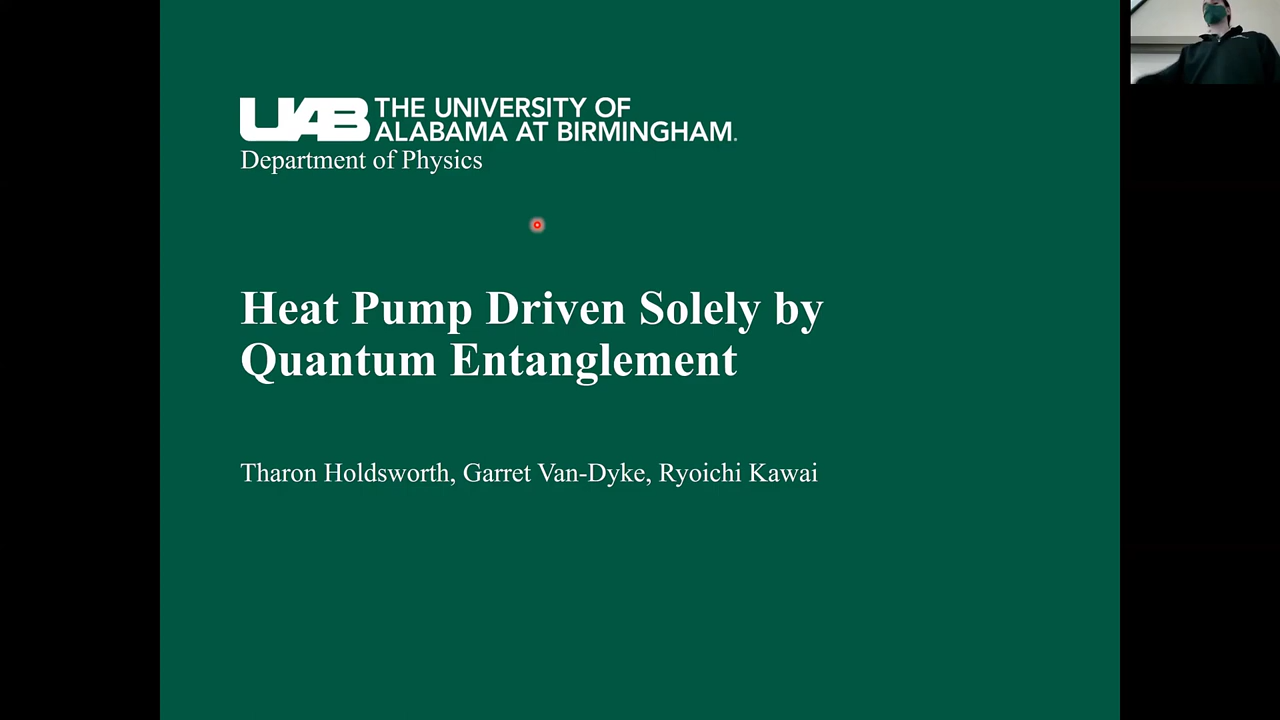 UAB THE UNIVERSITY OF
ALABAMA AT BIRMINGHAM.
Department of Physics
Heat Pump Driven Solely by
Quantum Entanglement
Tharon Holdsworth, Garret Van-Dyke, Ryoichi Kawai